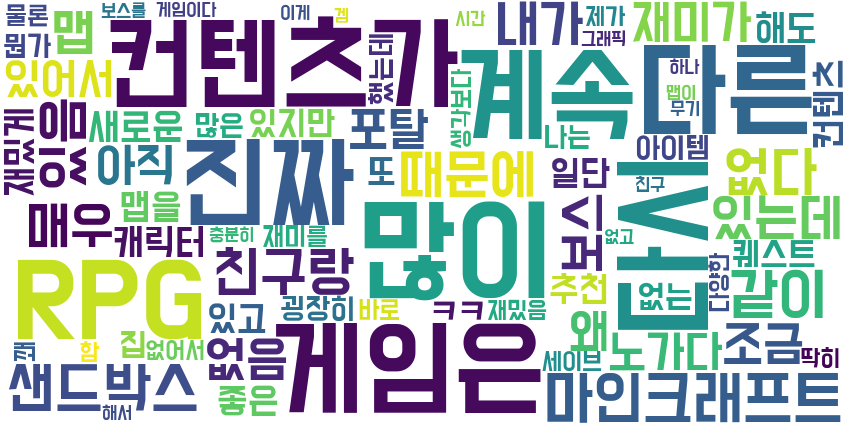 물론
보스를
게임이다
이게
겜
시간
뭔가
맵
컨텐츠가
했는데
내가
제가
그래픽
재미가
해도
있어서
계속
다른
하나
맵이
무기
컨텐츠
재밌게
있음
새로운
많은
있지만
포탈
생각보다
나는
아이템
아직
진짜
또
때문에
일단
친구
없다
매우
맵을
캐릭터
충분히
재미를
많이
보스
없고
있는데
퀘스트
다양한
RPG
친구랑
굉장히
바로
ㅋㅋ
재밌음
추천
없는
같이
있고
왜
꽤
함
집
없어서
없음
게임은
세이브
노가다
조금
딱히
샌드박스
해서
좋은
마인크래프트